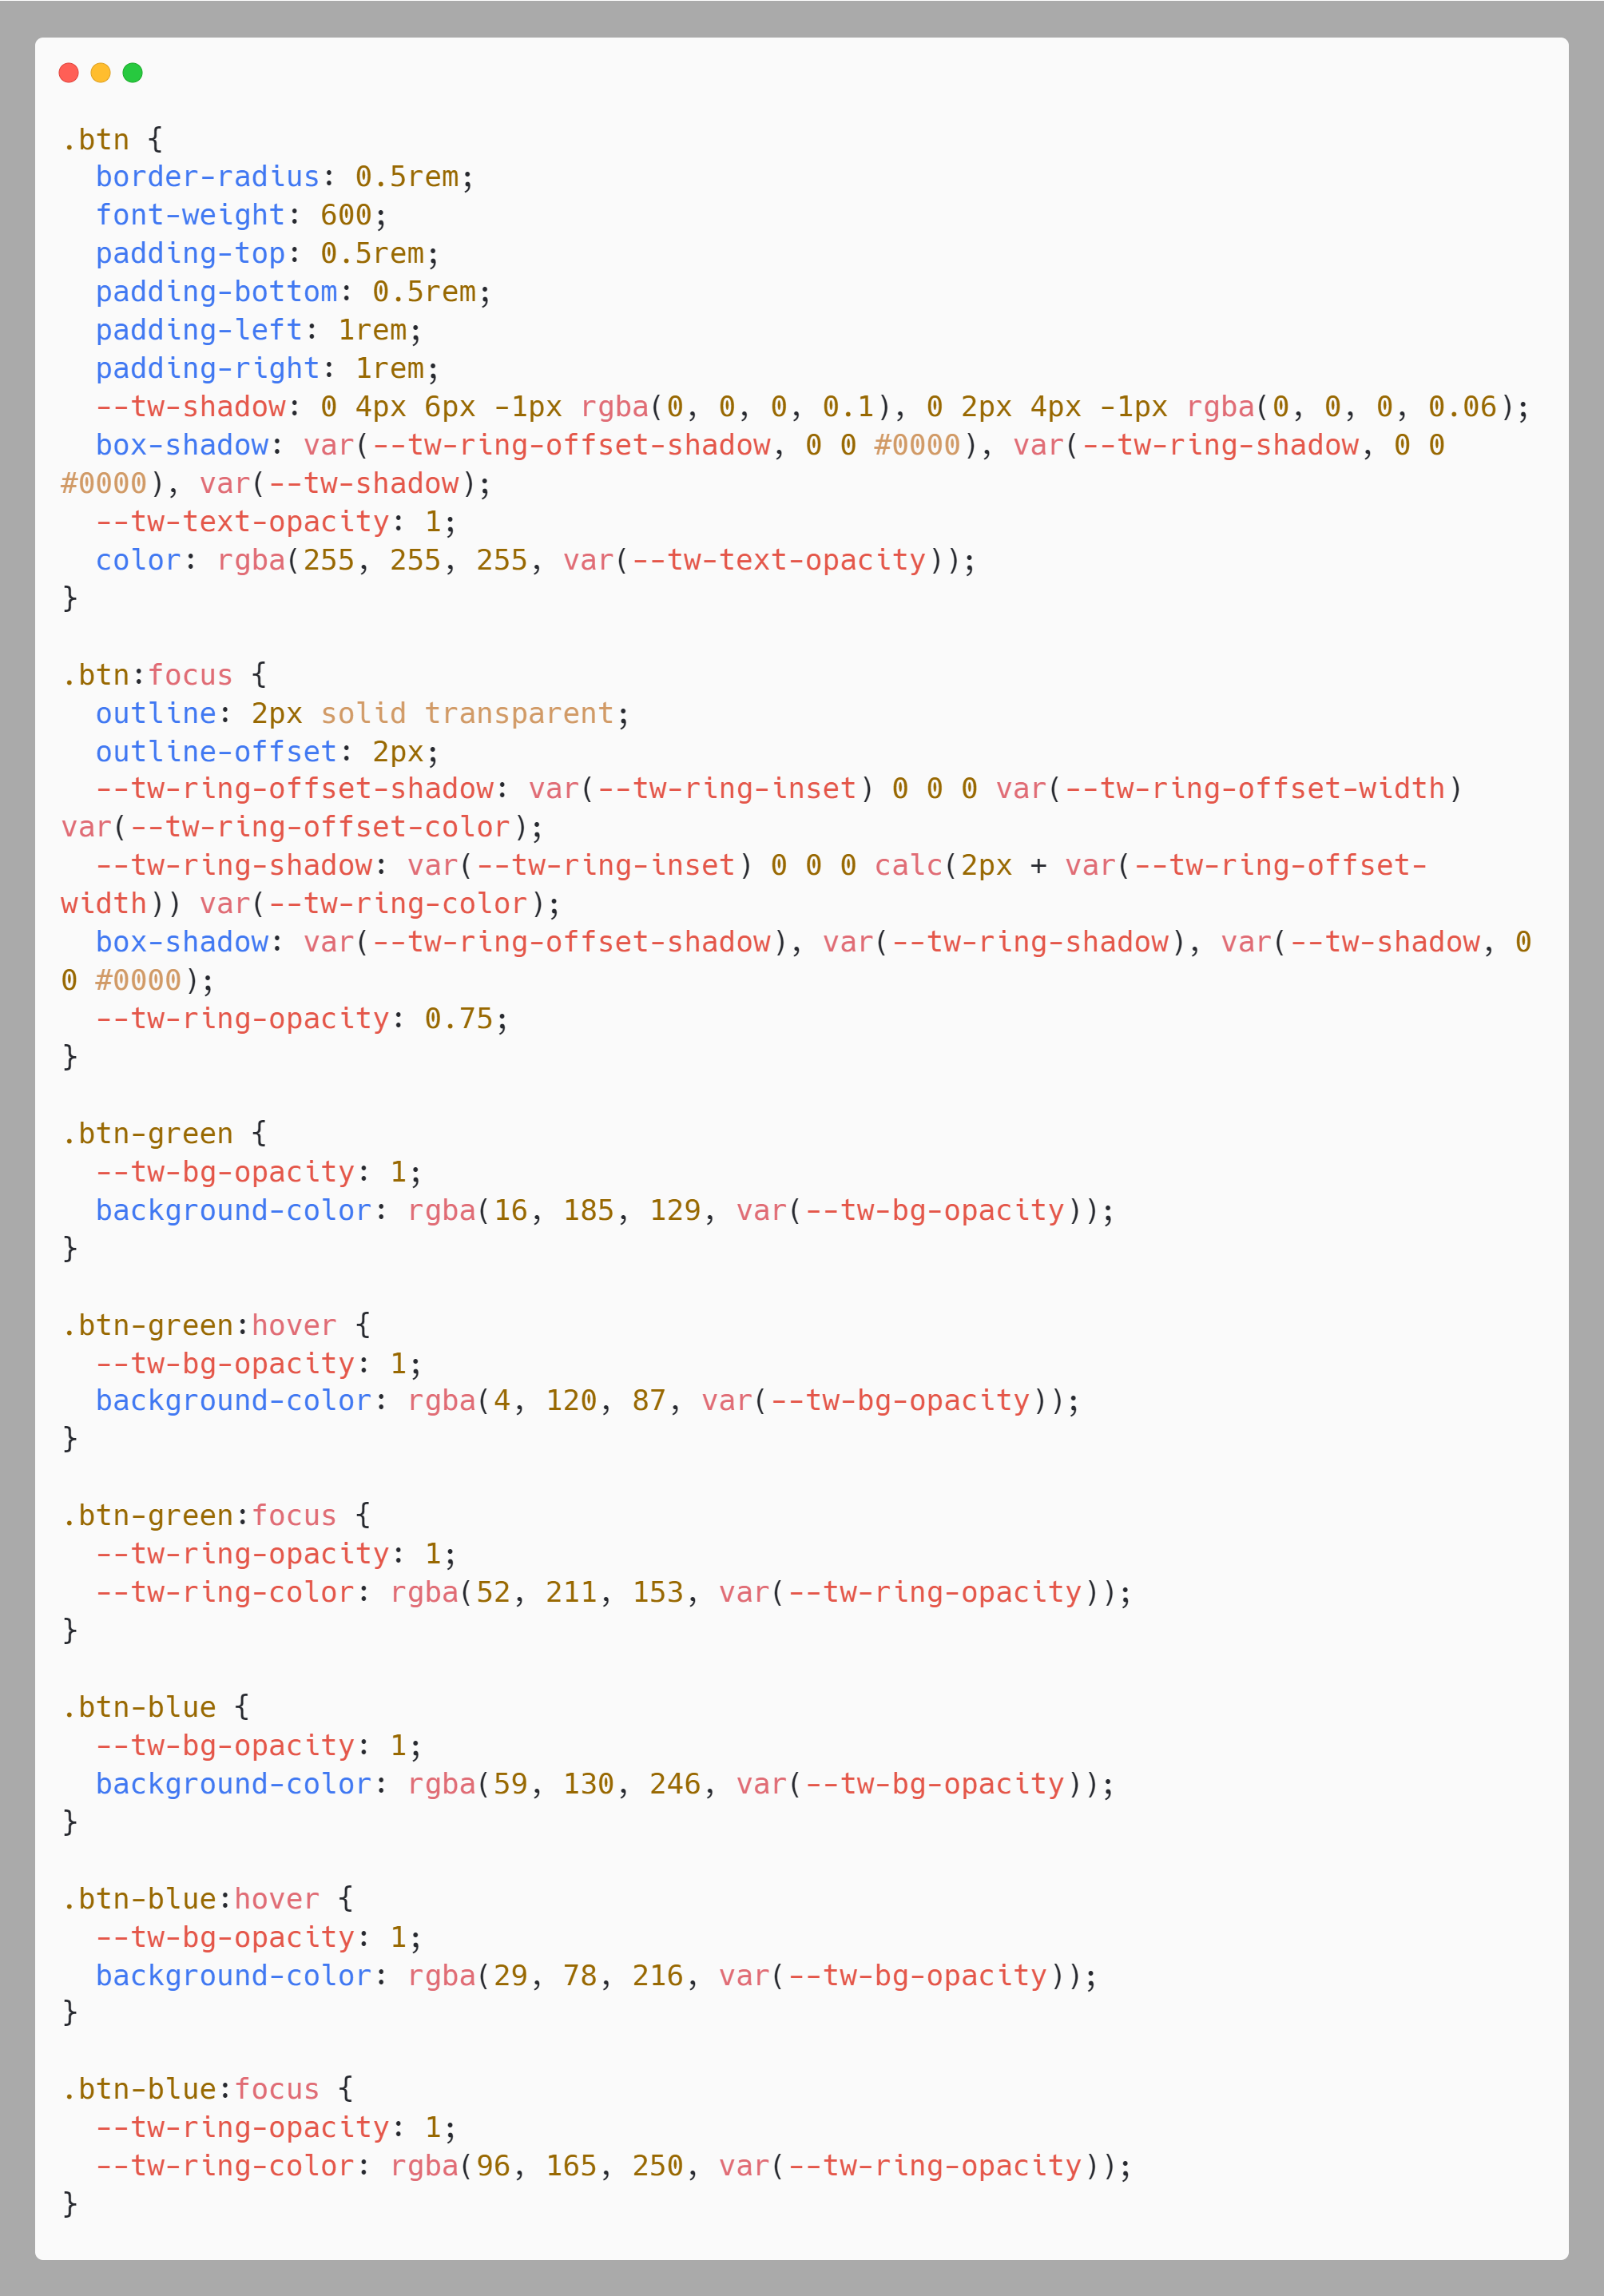 .btn {
  border-radius: 0.5rem;
  font-weight: 600;
  padding-top: 0.5rem;
  padding-bottom: 0.5rem;
  padding-left: 1rem;
  padding-right: 1rem;
  --tw-shadow: 0 4px 6px -1px rgba(0, 0, 0, 0.1), 0 2px 4px -1px rgba(0, 0, 0, 0.06);
  box-shadow: var(--tw-ring-offset-shadow, 0 0 #0000), var(--tw-ring-shadow, 0 0
#0000), var(--tw-shadow);
  --tw-text-opacity: 1;
  color: rgba(255, 255, 255, var(--tw-text-opacity));
}

.btn:focus {
  outline: 2px solid transparent;
  outline-offset: 2px;
  --tw-ring-offset-shadow: var(--tw-ring-inset) 0 0 0 var(--tw-ring-offset-width)
var(--tw-ring-offset-color);
  --tw-ring-shadow: var(--tw-ring-inset) 0 0 0 calc(2px + var(--tw-ring-offset-
width)) var(--tw-ring-color);
  box-shadow: var(--tw-ring-offset-shadow), var(--tw-ring-shadow), var(--tw-shadow, 0
0 #0000);
  --tw-ring-opacity: 0.75;
}

.btn-green {
  --tw-bg-opacity: 1;
  background-color: rgba(16, 185, 129, var(--tw-bg-opacity));
}

.btn-green:hover {
  --tw-bg-opacity: 1;
  background-color: rgba(4, 120, 87, var(--tw-bg-opacity));
}

.btn-green:focus {
  --tw-ring-opacity: 1;
  --tw-ring-color: rgba(52, 211, 153, var(--tw-ring-opacity));
}

.btn-blue {
  --tw-bg-opacity: 1;
  background-color: rgba(59, 130, 246, var(--tw-bg-opacity));
}

.btn-blue:hover {
  --tw-bg-opacity: 1;
  background-color: rgba(29, 78, 216, var(--tw-bg-opacity));
}

.btn-blue:focus {
  --tw-ring-opacity: 1;
  --tw-ring-color: rgba(96, 165, 250, var(--tw-ring-opacity));
}